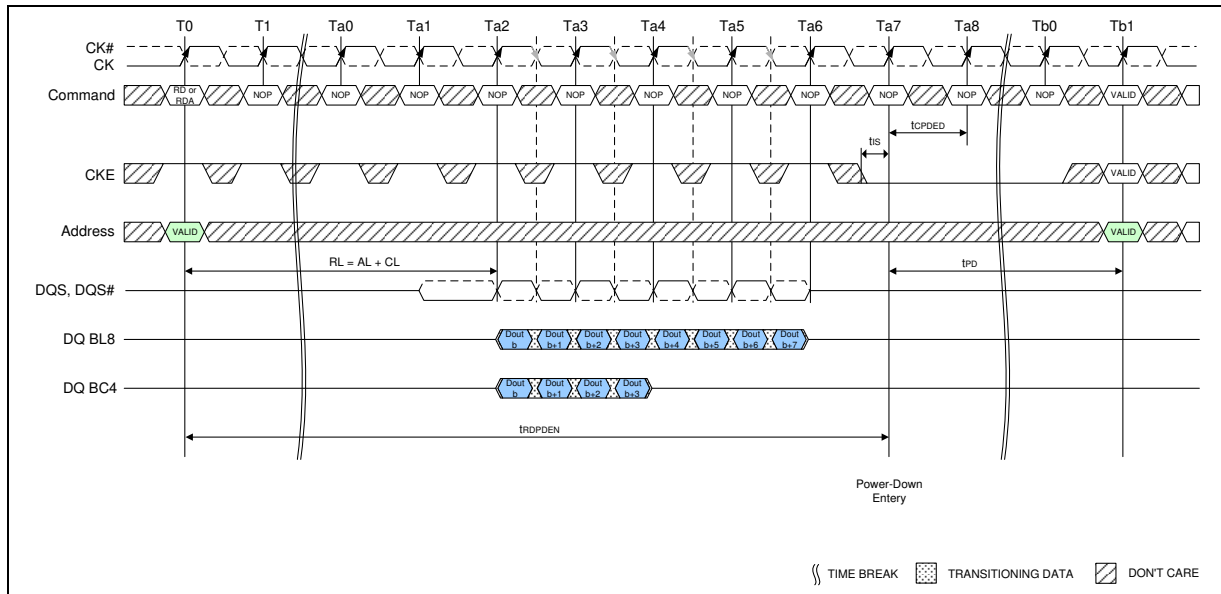 T0 T1 Ta0 Ta1 Ta2 Ta3 Ta4 Ta5 Ta6 Ta7 Ta8 Tb0 Tb1
CK#
CK
Command RD or RDA NOP NOP NOP NOP NOP NOP NOP NOP NOP NOP NOP VALID
tCPDED
tIS
CKE VALID
Address VALID VALID
RL = AL + CL tPD
DQS, DQS#
DQ BL8 Dout b Dout b+1 Dout b+2 Dout b+3 Dout b+4 Dout b+5 Dout b+6 Dout b+7
DQ BC4 Dout b Dout b+1 Dout b+2 Dout b+3
tRDPDEN
Power-Down
Entery
TIME BREAK TRANSITIONING DATA DON'T CARE